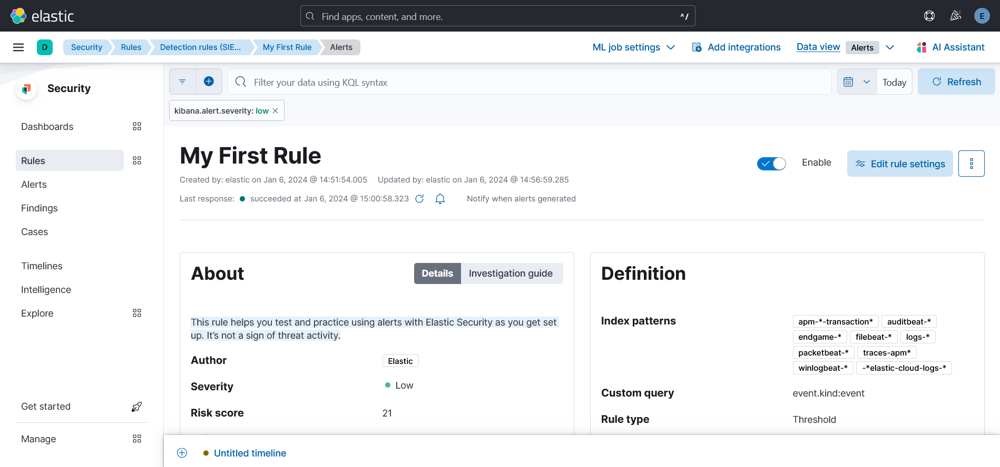 elastic
Find apps, content, and more.
^/
E
D
Security
Rules
Detection rules (SIE...
My First Rule
Alerts
ML job settings
Add integrations
Data view
Alerts
AI Assistant
Security
Dashboards
Rules
Alerts
Findings
Cases
Timelines
Intelligence
Explore
Get started
Manage
Filter your data using KQL syntax
Today
Refresh
kibana.alert.severity: low
My First Rule
Enable
Edit rule settings
Created by: elastic on Jan 6, 2024 @ 14:51:54.005 Updated by: elastic on Jan 6, 2024 @ 14:56:59.285
Last response: succeeded at Jan 6, 2024 @ 15:00:58.323 Notify when alerts generated
About
Details
Investigation guide
This rule helps you test and practice using alerts with Elastic Security as you get set
up. It’s not a sign of threat activity.
Author Elastic
Severity Low
Risk score 21
Definition
Index patterns apm-*-transaction* auditbeat-*
endgame-* filebeat-* logs-*
packetbeat-* traces-apm*
winlogbeat-* -*elastic-cloud-logs-*
Custom query event.kind:event
Rule type Threshold
Untitled timeline